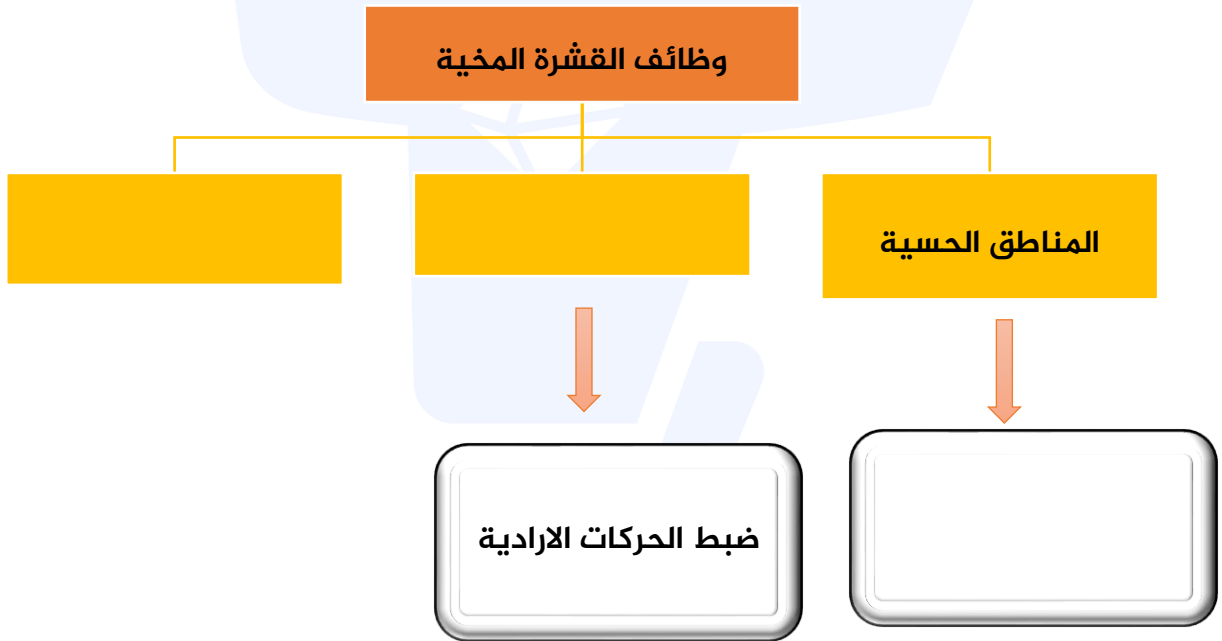 وظائف القشرة المخية
المناطق الحسية
ضبط الحركات الارادية